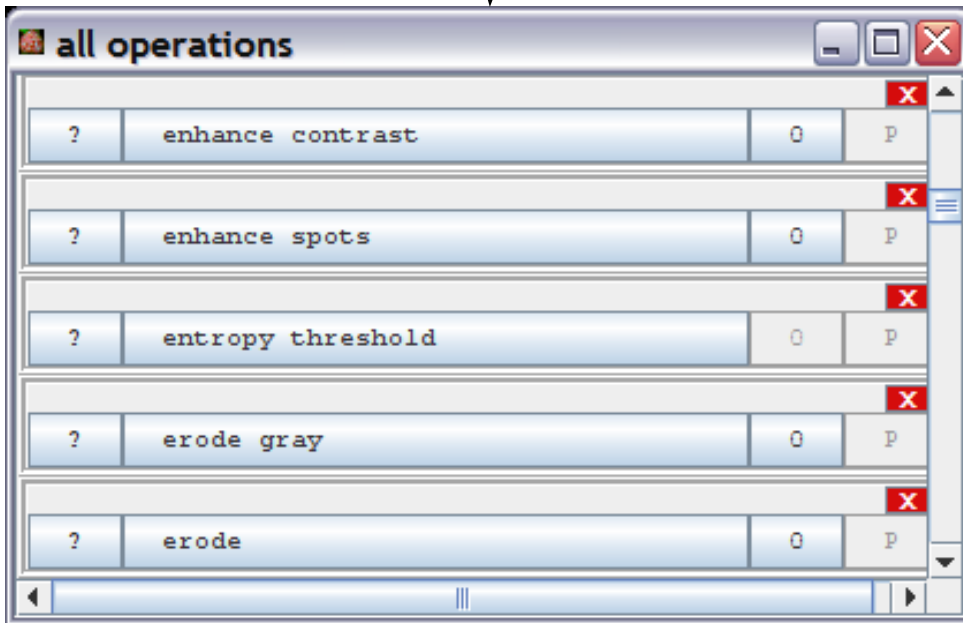 all operations
X
? enhance contrast O P
X
? enhance spots O P
X
? entropy threshold O P
X
? erode gray O P
X
? erode O P